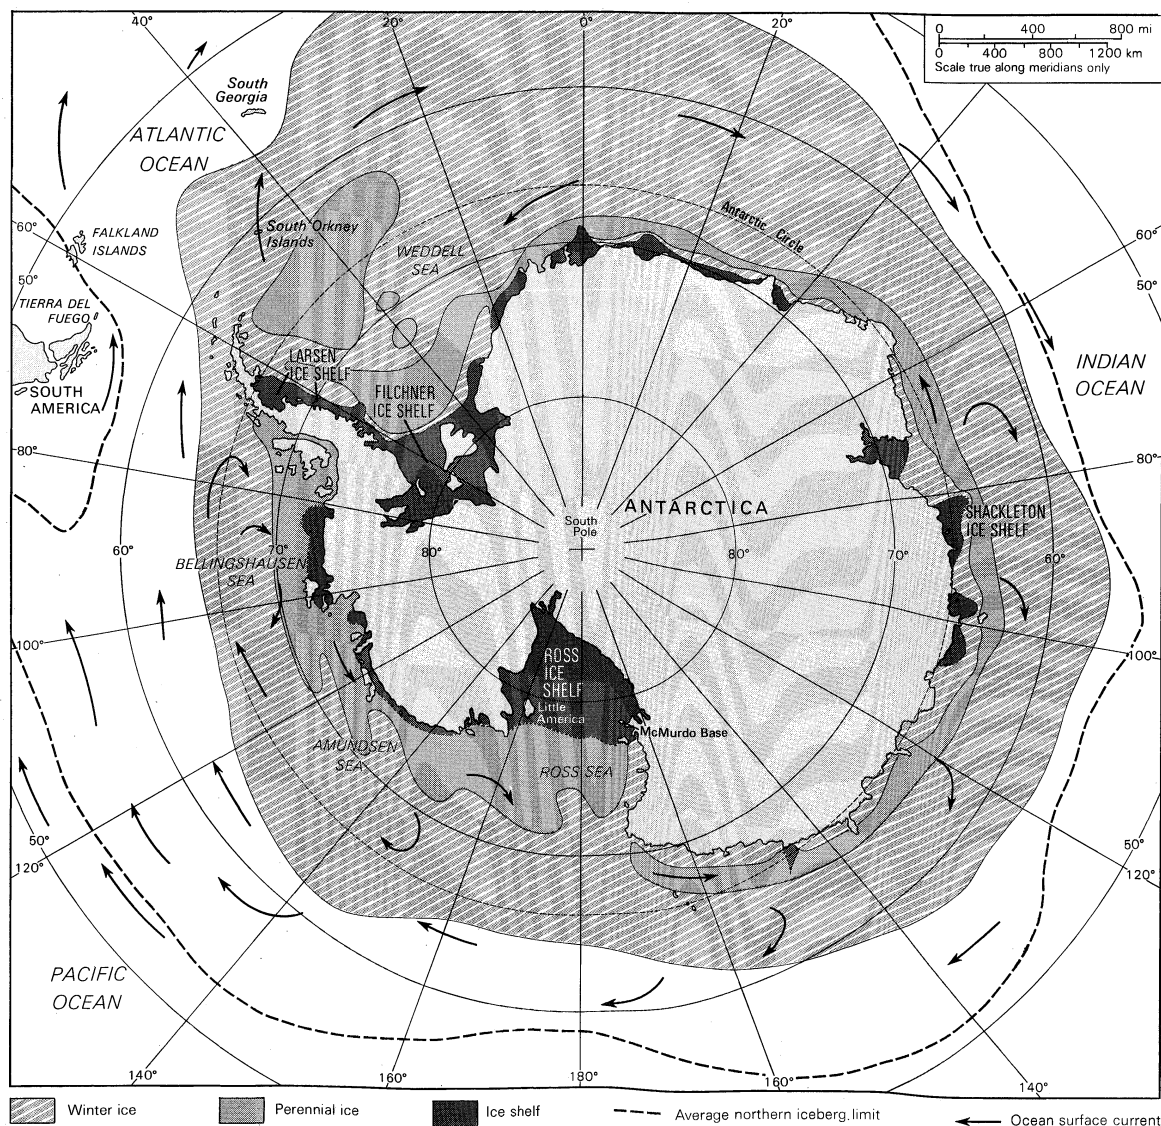 40°
20°
0°
20°
0 400 800 mi
0 400 800 1200 km
Scale true along meridians only
South
Georgia
ATLANTIC
OCEAN
60°
FALKLAND
ISLANDS
50°
South Orkney
Islands
WEDDELL
SEA
Antarctic Circle
60°
50°
TIERRA DEL
FUEGO
SOUTH
AMERICA
LARSEN
ICE SHELF
FILCHNER
ICE SHELF
INDIAN
OCEAN
80°
80°
ANTARCTICA
South
Pole
SHACKLETON
ICE SHELF
60°
70°
80°
80°
70°
60°
BELLINGSHAUSEN
SEA
100°
100°
ROSS
ICE
SHELF
Little
America
McMurdo Base
AMUNDSEN
SEA
ROSS SEA
50°
120°
50°
120°
PACIFIC
OCEAN
140°
160°
180°
160°
140°
Winter ice
Perennial ice
Ice shelf
Average northern iceberg limit
Ocean surface current